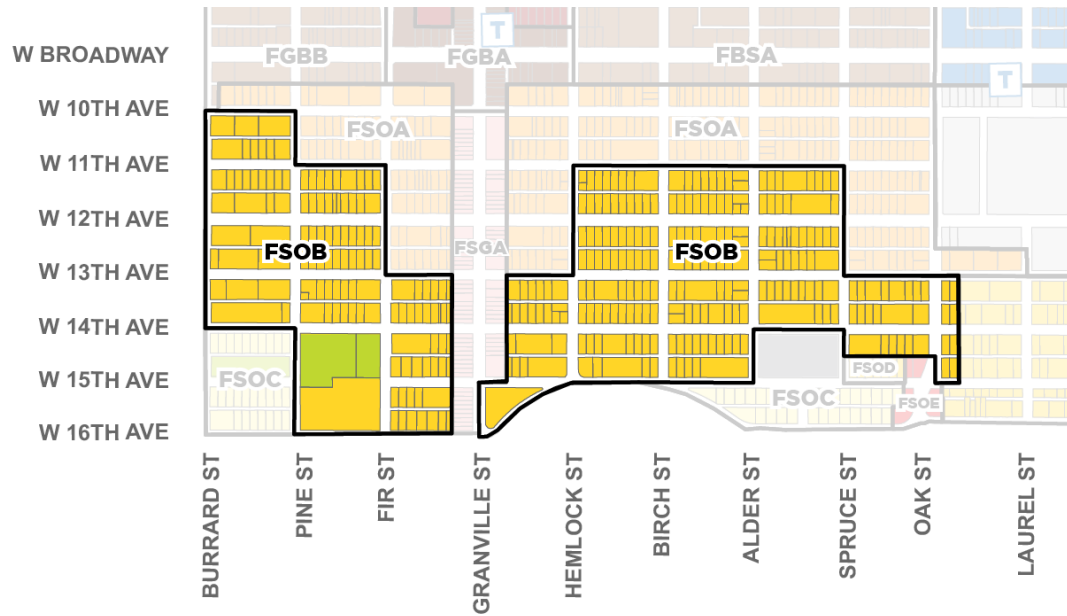 T
W BROADWAY
FGBB
FGBA
FBSA
T
W 10TH AVE
FSOA
FSOA
W 11TH AVE
W 12TH AVE
FSOB
FSGA
FSOB
W 13TH AVE
W 14TH AVE
W 15TH AVE
FSOC
FSOD
FSOC
FSOE
W 16TH AVE
BURRARD ST
PINE ST
FIR ST
GRANVILLE ST
HEMLOCK ST
BIRCH ST
ALDER ST
SPRUCE ST
OAK ST
LAUREL ST